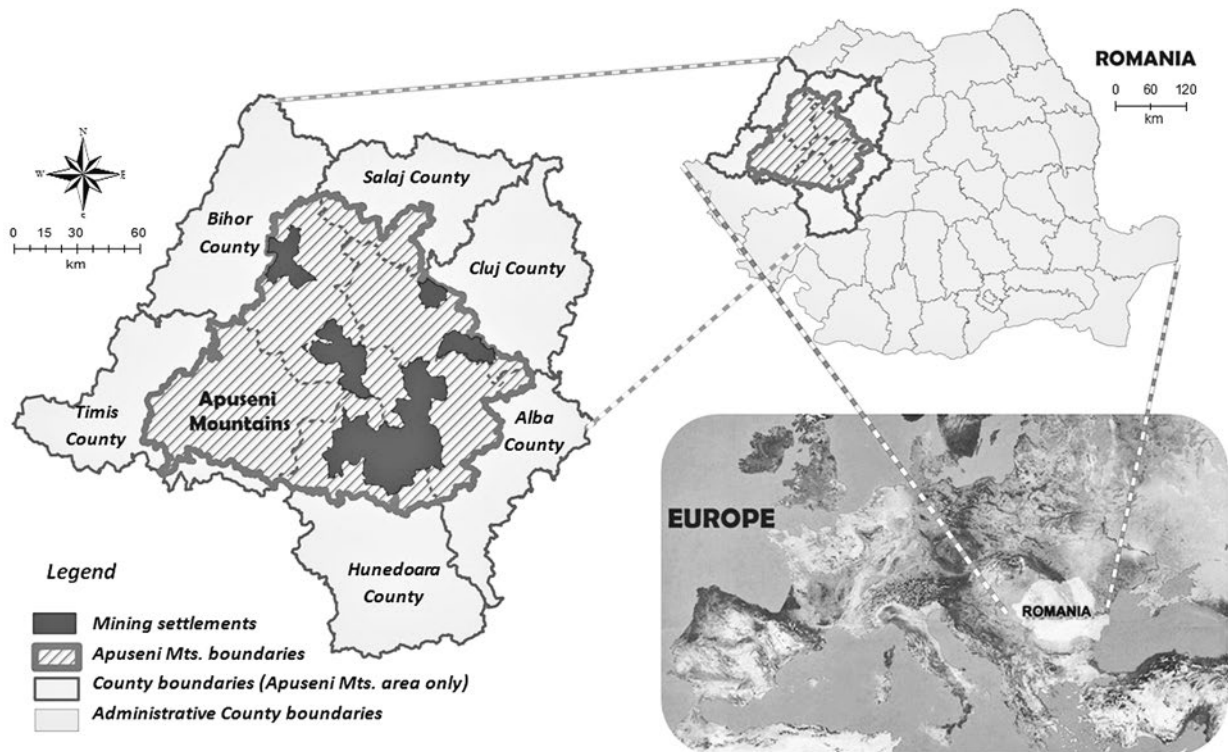 ROMANIA
0 60 120
km
N
W E
S
0 15 30 60
km
Salaj County
Bihor
County
Cluj County
Timis
County
Apuseni
Mountains
Alba
County
Hunedoara
County
EUROPE
ROMANIA
Legend
Mining settlements
Apuseni Mts. boundaries
County boundaries (Apuseni Mts. area only)
Administrative County boundaries